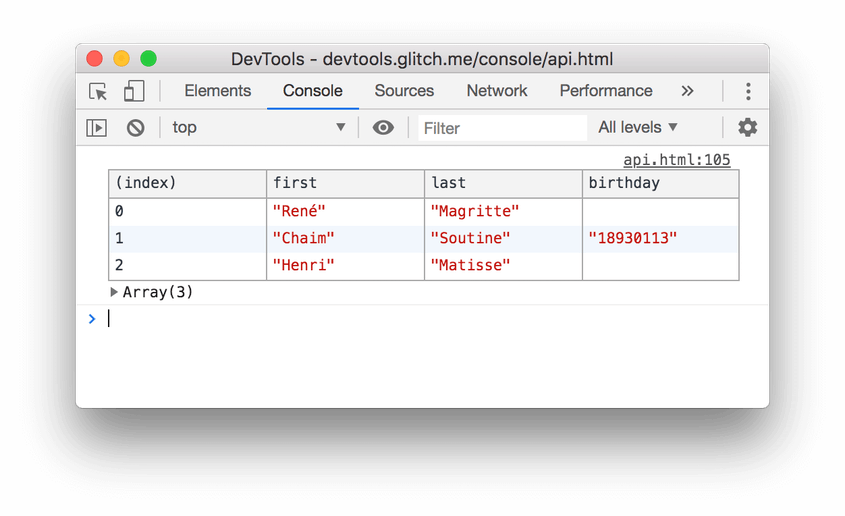 DevTools - devtools.glitch.me/console/api.html
Elements Console Sources Network Performance »
top ▼ Filter All levels ▼
api.html:105
(index) first last birthday
0 "René" "Magritte"
1 "Chaim" "Soutine" "18930113"
2 "Henri" "Matisse"
▶ Array(3)
>